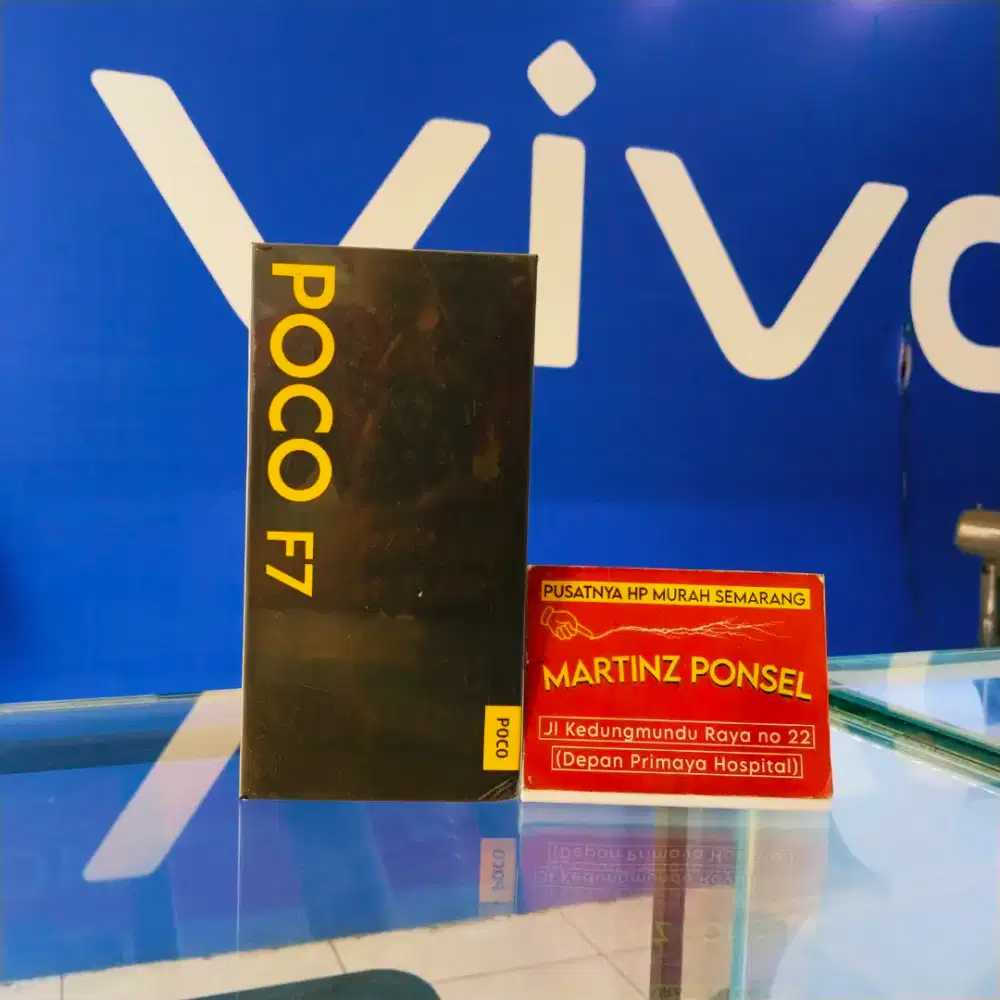 vivo
POCO F7
POCO
PUSATNYA HP MURAH SEMARANG
MARTINZ PONSEL
Jl Kedungmundu Raya no 22
(Depan Primaya Hospital)